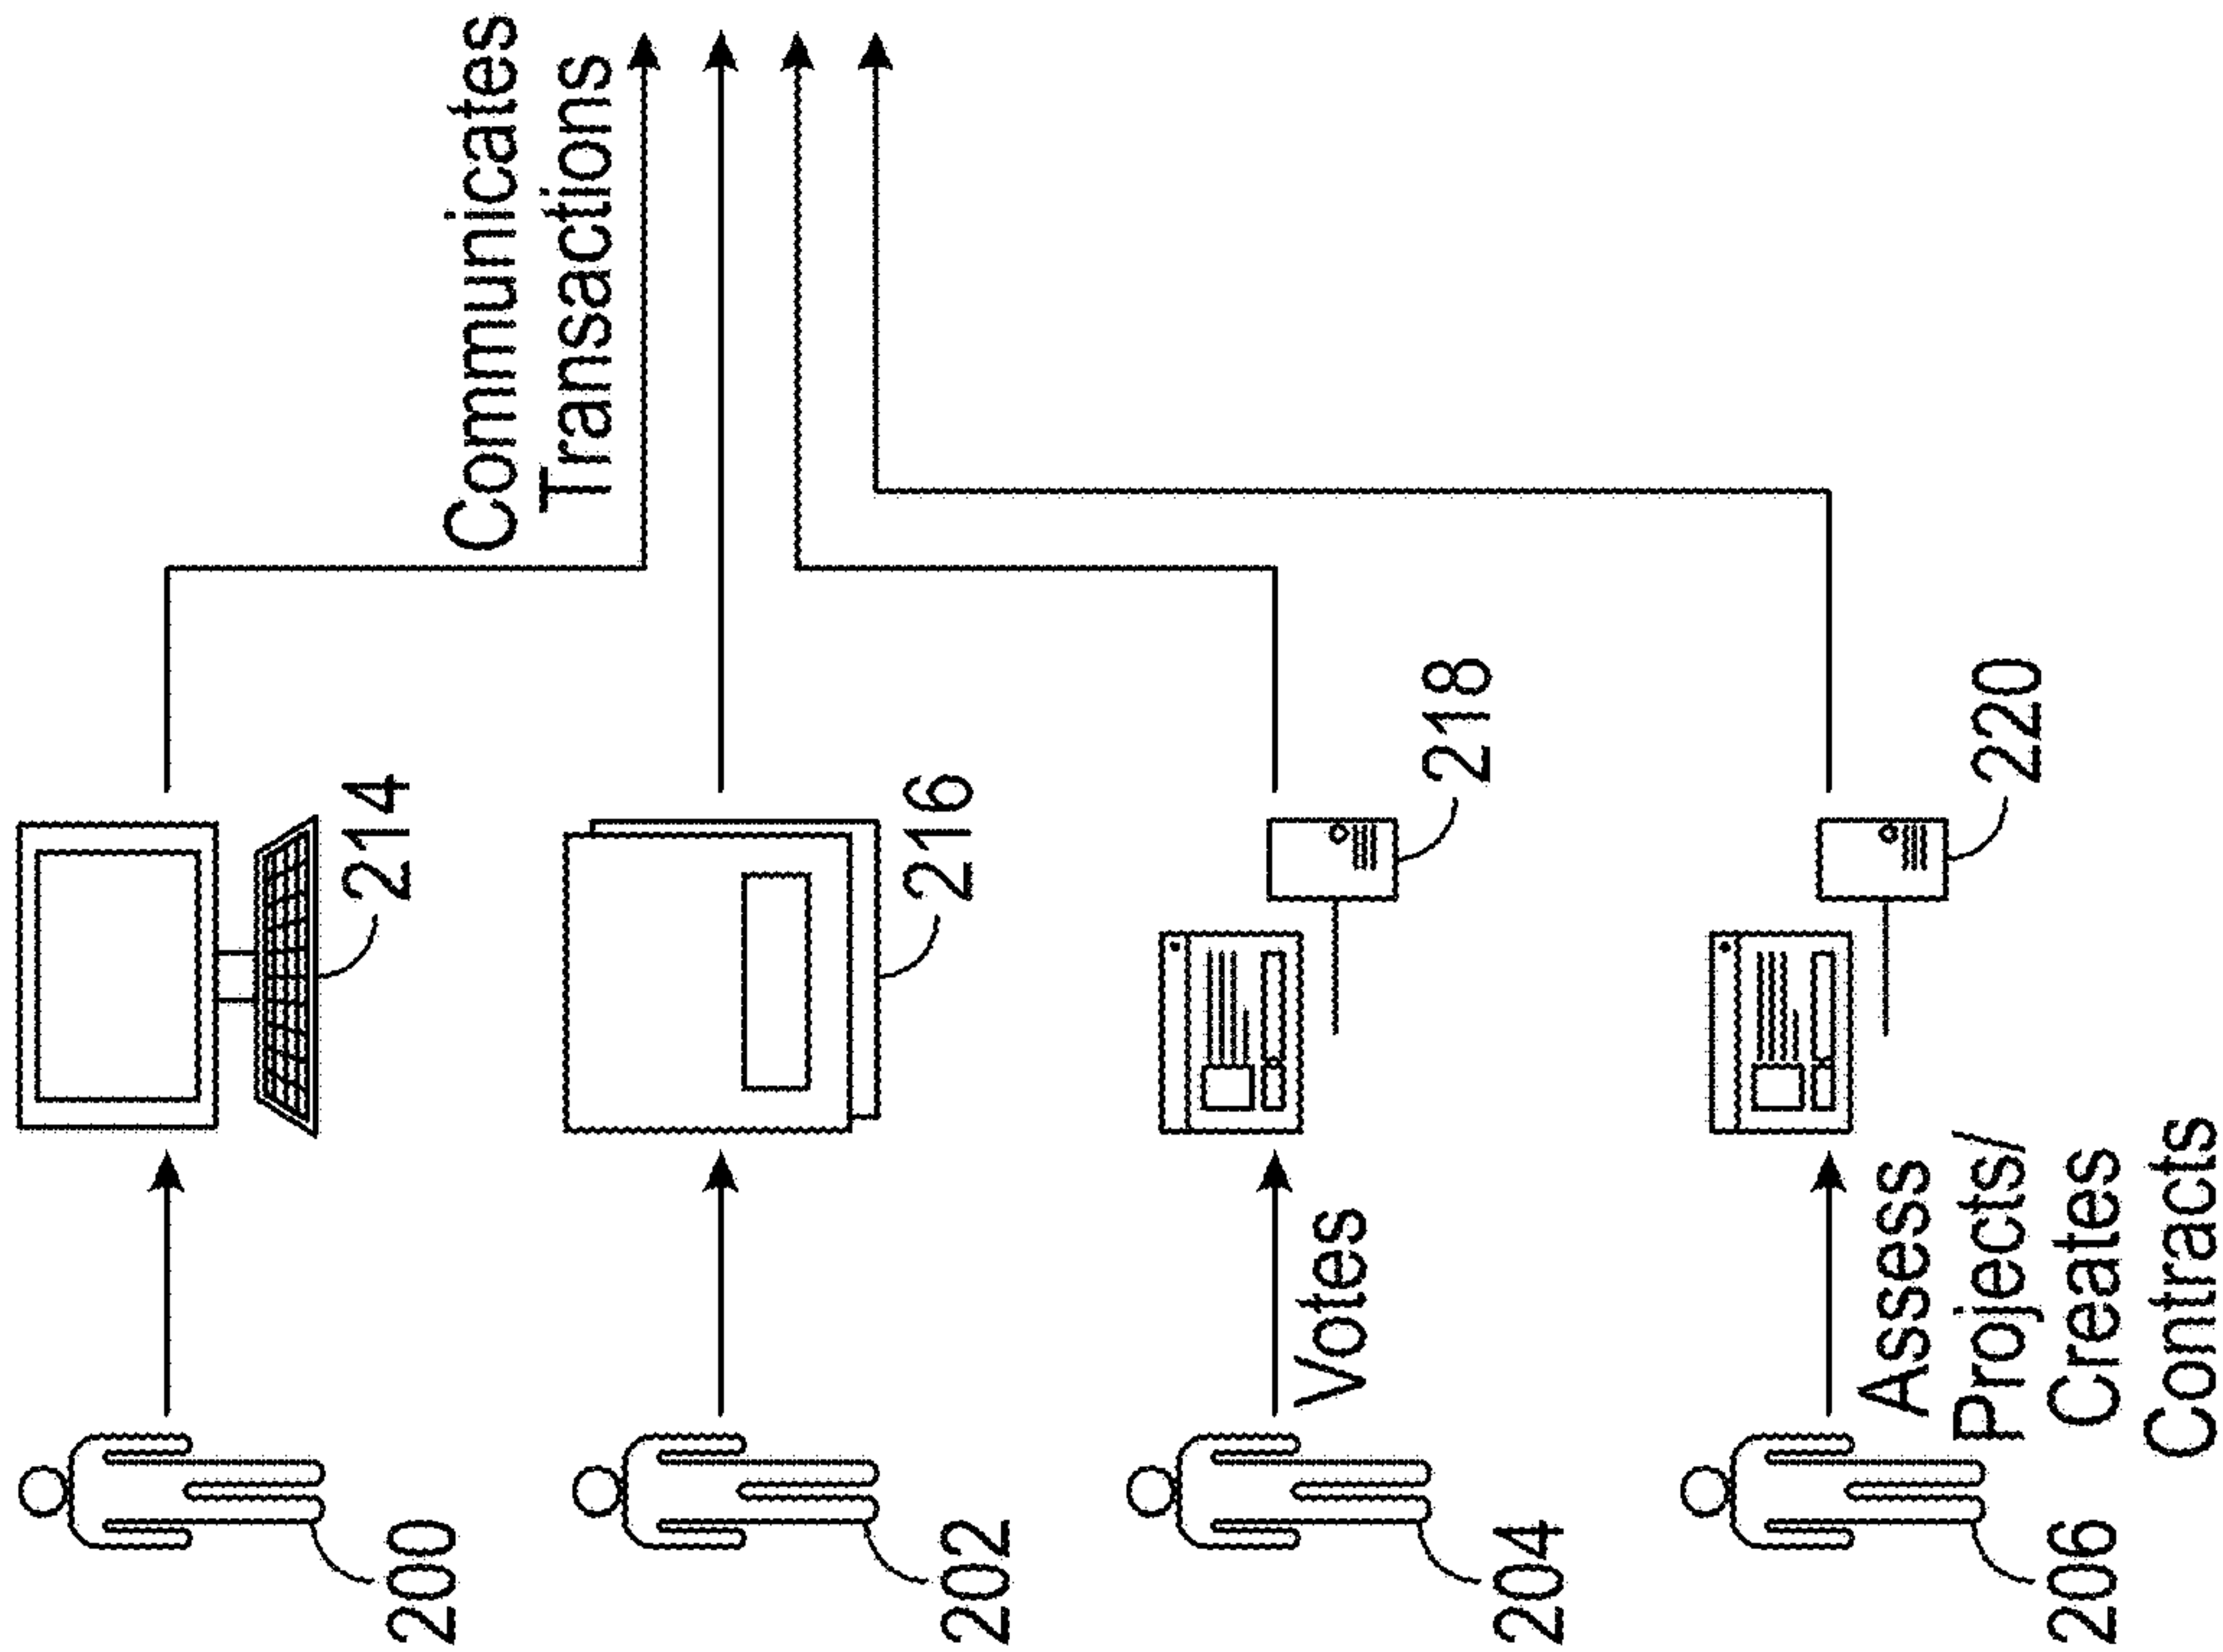 Communicates
Transactions
214
216
218
220
Votes
Assess
Projects/
Creates
Contracts
200
202
204
206